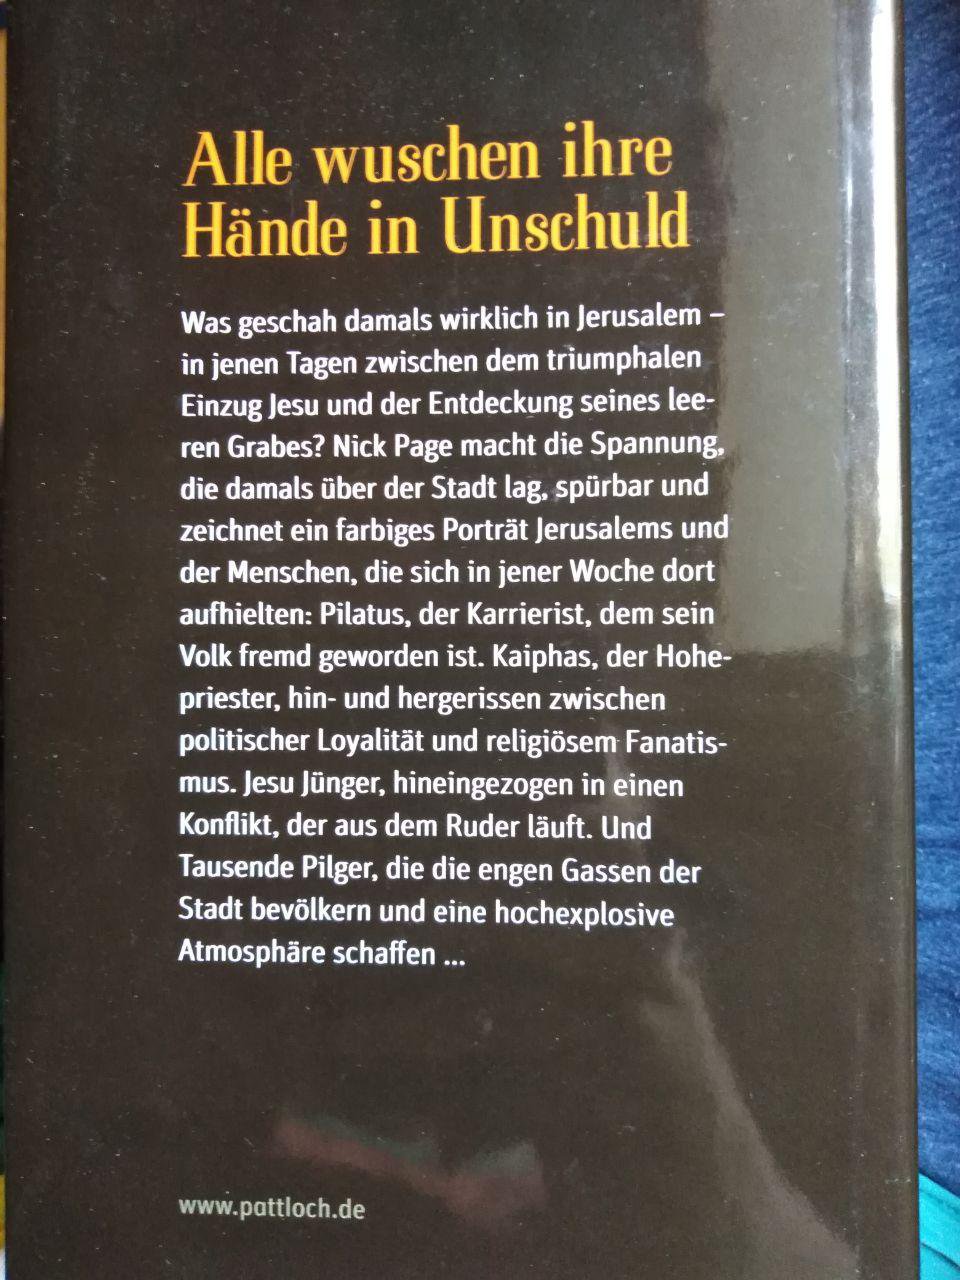 Alle wuschen ihre
Hände in Unschuld
Was geschah damals wirklich in Jerusalem –
in jenen Tagen zwischen dem triumphalen
Einzug Jesu und der Entdeckung seines lee-
ren Grabes? Nick Page macht die Spannung,
die damals über der Stadt lag, spürbar und
zeichnet ein farbiges Porträt Jerusalems und
der Menschen, die sich in jener Woche dort
aufhielten: Pilatus, der Karrierist, dem sein
Volk fremd geworden ist. Kaiphas, der Hohe-
priester, hin- und hergerissen zwischen
politischer Loyalität und religiösem Fanatis-
mus. Jesu Jünger, hineingezogen in einen
Konflikt, der aus dem Ruder läuft. Und
Tausende Pilger, die die engen Gassen der
Stadt bevölkern und eine hochexplosive
Atmosphäre schaffen ...
www.pattloch.de